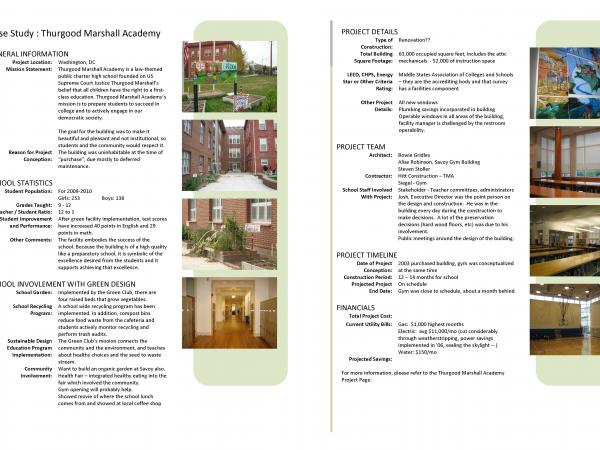 se Study : Thurgood Marshall Academy
NERAL INFORMATION
Project Location: Washington, DC
Mission Statement: Thurgood Marshall Academy is a law-themed
public charter high school founded on US
Supreme Court Justice Thurgood Marshall's
belief that all children have the right to a first-
class education. Thurgood Marshall Academy's
mission is to prepare students to succeed in
college and to actively engage in our
democratic society.
The goal for the building was to make it
beautiful and pleasant and not institutional, so
students and the community would respect it.
Reason for Project The building was uninhabitable at the time of
Conception: "purchase", due mostly to deferred
maintenance.
HOOL STATISTICS
Student Population: For 2009-2010
Girls: 253 Boys: 138
Grades Taught: 9 - 12
eacher / Student Ratio: 12 to 1
Student Improvement After green facility implementation, test scores
and Performance: have increased 40 points in English and 29
points in math.
Other Comments: The facility embodies the success of the
school. Because the building is of a high quality
like a preparatory school, it is symbolic of the
excellence desired from the students and it
supports achieving that excellence.
HOOL INVOVLEMENT WITH GREEN DESIGN
School Garden: Implemented by the Green Club, there are
four raised beds that grow vegetables.
School Recycling A school wide recycling program has been
Program: implemented. In addition, compost bins
reduce food waste from the cafeteria and
students actively monitor recycling and
perform trash audits.
Sustainable Design The Green Club's mission connects the
Education Program community and the environment, and teaches
Implementation: about healthy choices and the seed to waste
stream.
Community Want to build an organic garden at Savoy also.
Involvement: Health Fair – integrated healthy eating into the
fair which involved the community.
Gym opening will probably help.
Showed movie of where the school lunch
comes from and showed at local coffee shop
PROJECT DETAILS
Type of Renovation??
Construction:
Total Building 63,000 occupied square feet, includes the attic
Square Footage: mechanicals - 52,000 of instruction space
LEED, CHPS, Energy Middle States Association of Colleges and Schools
Star or Other Criteria – they are the accrediting body and that survey
Rating: has a facilities component
Other Project All new windows
Details: Plumbing savings incorporated in building
Operable windows in all areas of the building,
facility manager is challenged by the restroom
operability.
PROJECT TEAM
Architect: Bowie Gridley
Alise Robinson, Savoy Gym Building
Steven Stoller
Contractor: Hitt Construction – TMA
Siegel - Gym
School Staff Involved Stakeholder - Teacher committees, administrators
With Project: Josh, Executive Director was the point person
on the design and construction. He was in the
building every day during the construction to
make decisions. A lot of the preservation
decisions (hard wood floors, etc) was due to his
involvement.
Public meetings around the design of the building.
PROJECT TIMELINE
Date of Project 2003 purchased building, gym was conceptualized
Conception: at the same time
Construction Period: 12 – 14 months for school
Projected Project On schedule
End Date: Gym was close to schedule, about a month behind
FINANCIALS
Total Project Cost:
Current Utility Bills: Gas: $1,000 highest months
Electric: avg $11,000/mo (cut considerably
through weatherstripping, power savings
implemented in '06, sealing the skylight – |
Water: $150/mo
Projected Savings:
For more information, please refer to the Thurgood Marshall Academy
Project Page.